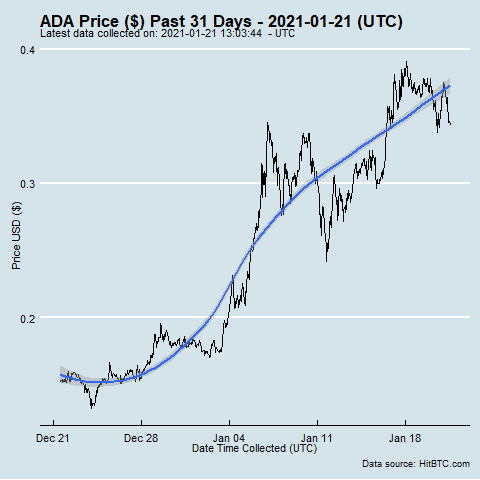 ADA Price ($) Past 31 Days - 2021-01-21 (UTC)
Latest data collected on: 2021-01-21 13:03:44 - UTC
0.4
0.3
0.2
Price USD ($)
Dec 21 Dec 28 Jan 04 Jan 11 Jan 18
Date Time Collected (UTC)
Data source: HitBTC.com